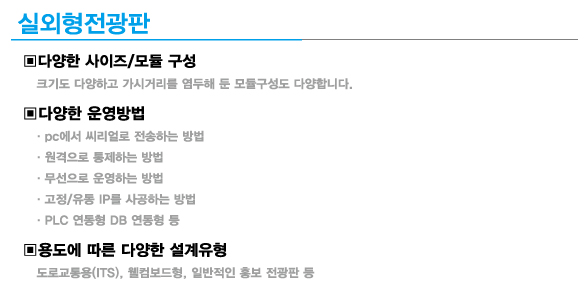 실외형전광판
▣다양한 사이즈/모듈 구성
크기도 다양하고 가시거리를 염두해 둔 모듈구성도 다양합니다.
▣다양한 운영방법
· pc에서 씨리얼로 전송하는 방법
· 원격으로 통제하는 방법
· 무선으로 운영하는 방법
· 고정/유동 IP를 사공하는 방법
· PLC 연동형 DB 연동형 등
▣용도에 따른 다양한 설계유형
도로교통용(ITS), 웰컴보드형, 일반적인 홍보 전광판 등